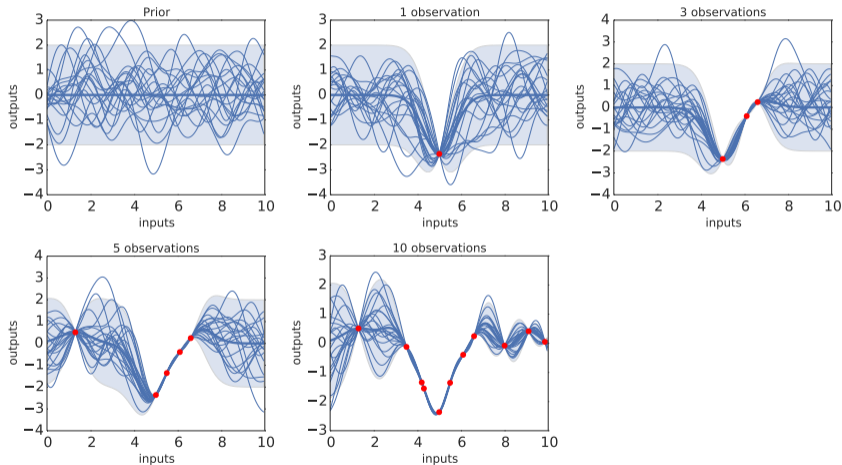 Prior
3
2
1
0
−1
−2
−3
−4
outputs
0 2 4 6 8 10
inputs
1 observation
3
2
1
0
−1
−2
−3
−4
outputs
0 2 4 6 8 10
inputs
3 observations
4
3
2
1
0
−1
−2
−3
−4
outputs
0 2 4 6 8 10
inputs
5 observations
4
3
2
1
0
−1
−2
−3
−4
outputs
0 2 4 6 8 10
inputs
10 observations
3
2
1
0
−1
−2
−3
outputs
0 2 4 6 8 10
inputs